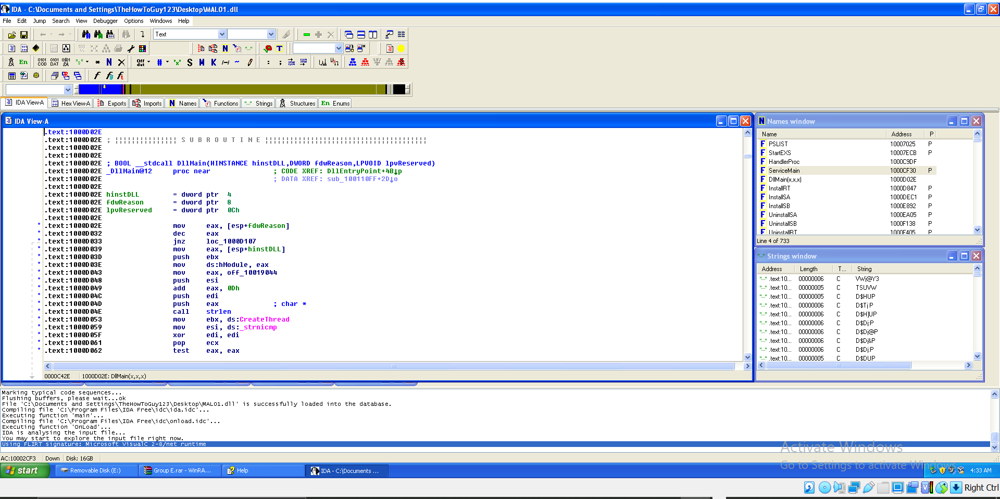 IDA - C:\Documents and Settings\TheHowToGuy123\Desktop\MAL01.dll
File Edit Jump Search View Debugger Options Windows Help
Text
IDA View-A Hex View-A Exports Imports Names Functions Strings Structures En Enums
IDA View-A
.text:1000D02E
.text:1000D02E ; ¦¦¦¦¦¦¦¦¦¦¦¦¦¦¦ S U B R O U T I N E ¦¦¦¦¦¦¦¦¦¦¦¦¦¦¦¦¦¦¦¦¦¦¦¦¦¦¦¦¦¦¦¦¦¦¦¦¦¦¦
.text:1000D02E
.text:1000D02E
.text:1000D02E ; BOOL __stdcall DllMain(HINSTANCE hinstDLL,DWORD fdwReason,LPVOID lpvReserved)
.text:1000D02E _DllMain@12 proc near ; CODE XREF: DllEntryPoint+4B↓p
.text:1000D02E ; DATA XREF: sub_100110FF+2D↓o
.text:1000D02E
.text:1000D02E hinstDLL = dword ptr 4
.text:1000D02E fdwReason = dword ptr 8
.text:1000D02E lpvReserved = dword ptr 0Ch
.text:1000D02E
.text:1000D02E mov eax, [esp+fdwReason]
.text:1000D032 dec eax
.text:1000D033 jnz loc_1000D107
.text:1000D039 mov eax, [esp+hinstDLL]
.text:1000D03D push ebx
.text:1000D03E mov ds:hModule, eax
.text:1000D043 mov eax, off_10019044
.text:1000D048 push esi
.text:1000D049 add eax, 0Dh
.text:1000D04C push edi
.text:1000D04D push eax ; char *
.text:1000D04E call strlen
.text:1000D053 mov ebx, ds:CreateThread
.text:1000D059 mov esi, ds:_strnicmp
.text:1000D05F xor edi, edi
.text:1000D061 pop ecx
.text:1000D062 test eax, eax
0000C42E 1000D02E: DllMain(x,x,x)
Names window
Name Address P
F PSLIST 10007025 P
F StartEXS 10007ECB P
F HandlerProc 1000C9DF
F ServiceMain 1000CF30 P
F DllMain(x,x,x) 1000D02E
F InstallRT 1000D847 P
F InstallSA 1000DEC1 P
F InstallSB 1000E892 P
F UninstallSA 1000EA05 P
F UninstallSB 1000F138 P
F UninstallRT 1000F405 P
Line 4 of 733
Strings window
Address Length T... String
.text:10... 00000006 C VWj@Y3
.text:10... 00000005 C TSUVW
.text:10... 00000005 C D$HUP
.text:10... 00000006 C D$Tj P
.text:10... 00000006 C D$H]UP
.text:10... 00000006 C D$Dj:P
.text:10... 00000006 C D$Dj@P
.text:10... 00000006 C D$Dj&P
.text:10... 00000006 C D$Dj:P
.text:10... 00000005 C D$DUP
Marking typical code sequences...
Flushing buffers, please wait...ok
File 'C:\Documents and Settings\TheHowToGuy123\Desktop\MAL01.dll' is successfully loaded into the database.
Compiling file 'C:\Program Files\IDA Free\idc\ida.idc'...
Executing function 'main'...
Compiling file 'C:\Program Files\IDA Free\idc\onload.idc'...
Executing function 'OnLoad'...
IDA is analysing the input file...
You may start to explore the input file right now.
Using FLIRT signature: Microsoft VisualC 2-8/net runtime
Activate Windows
Go to Settings to activate Windows.
AC:10002CF3 Down Disk: 16GB
start Removable Disk (E:) Group E.rar - WinRA... Help IDA - C:\Documents ... 4:33 AM
Right Ctrl